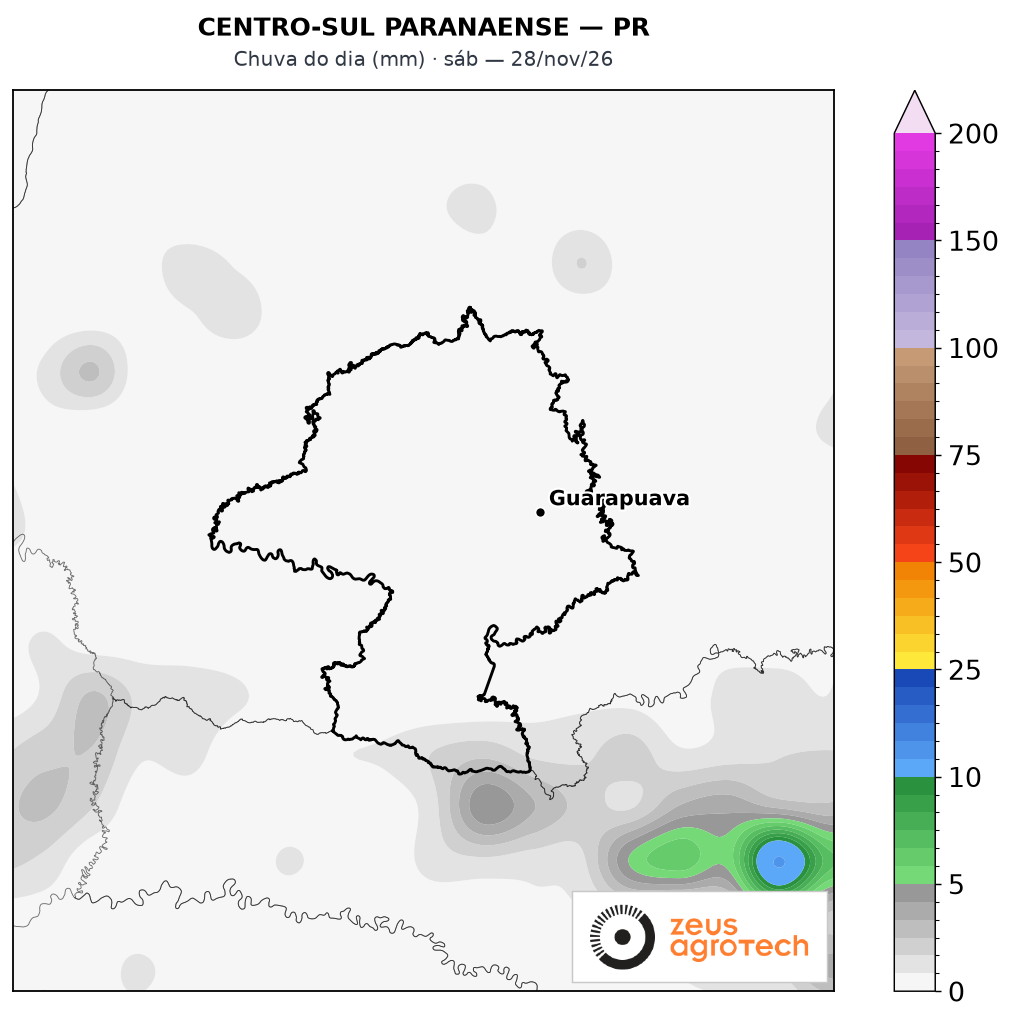 CENTRO-SUL PARANAENSE — PR
Chuva do dia (mm) · sáb — 28/nov/26
200
150
100
75
50
25
10
5
0
Guarapuava
zeus
agrotech